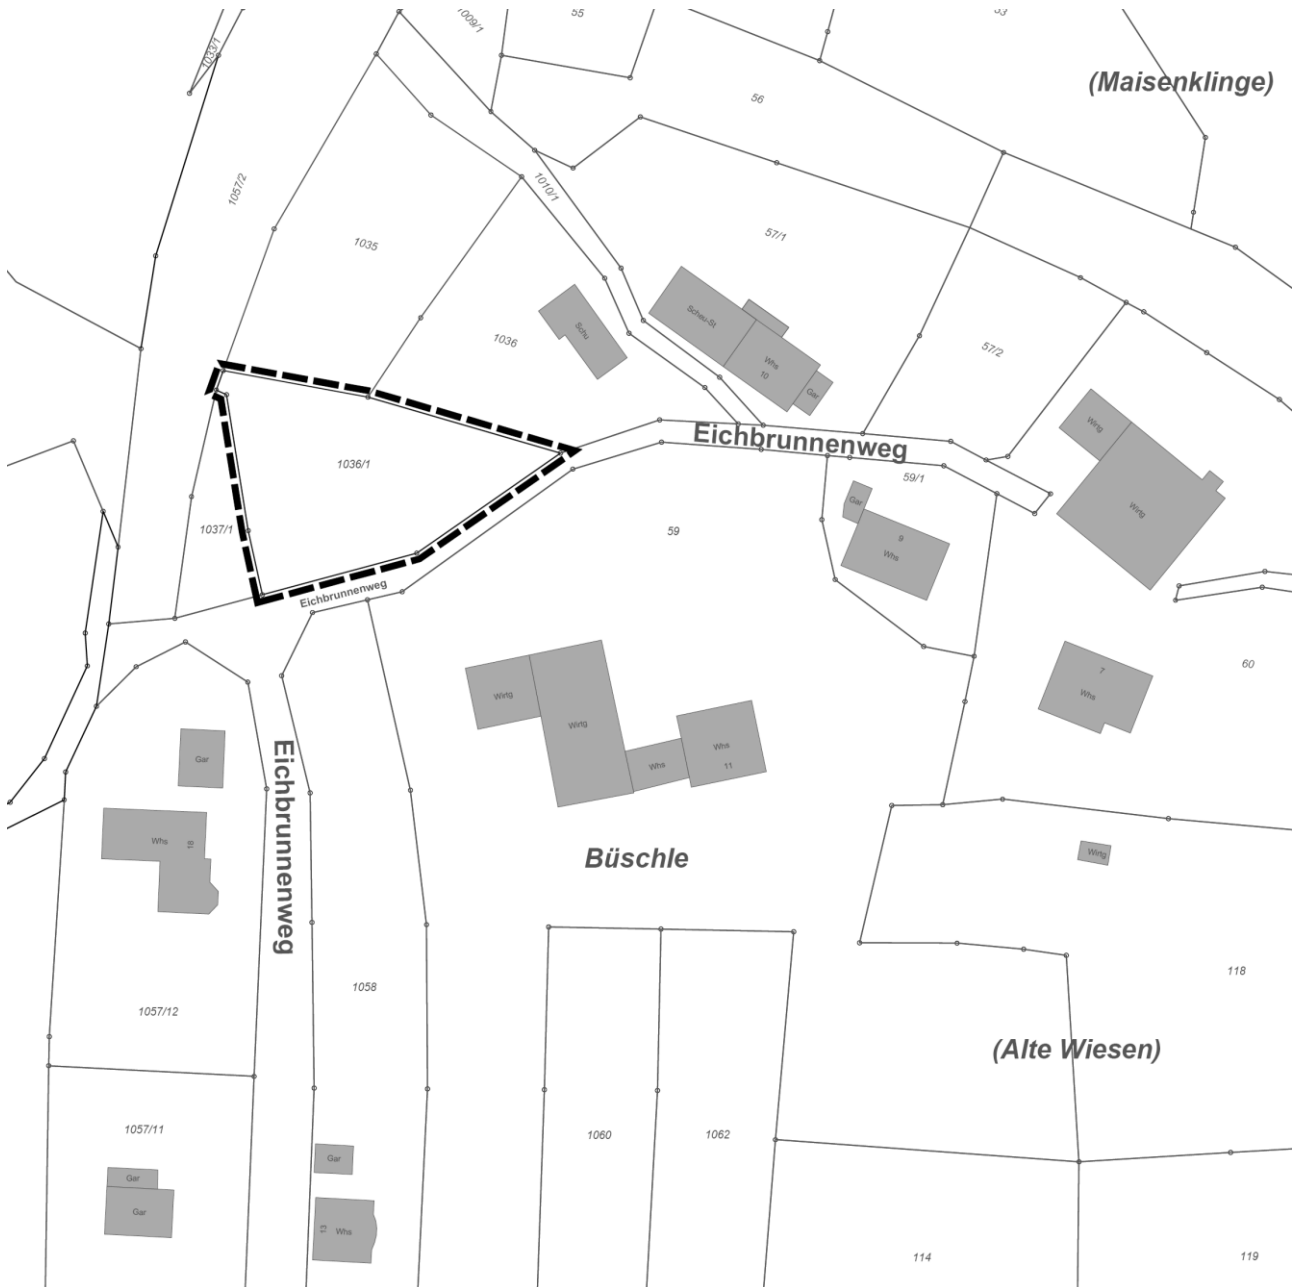 1009/1
55
53
1033/1
(Maisenklinge)
56
1057/2
1010/1
57/1
1035
Scheu-St
Schu
1036
57/2
Whs
10
Gar
Wirtg
Eichbrunnenweg
1036/1
59/1
Gar
Wirtg
1037/1
59
9
Whs
Eichbrunnenweg
60
7
Whs
Wirtg
Wirtg
Whs
11
Whs
Gar
Eichbrunnenweg
Whs
18
Büschle
Wirtg
118
1058
1057/12
(Alte Wiesen)
1057/11
1060
1062
Gar
Gar
Gar
13
Whs
114
119